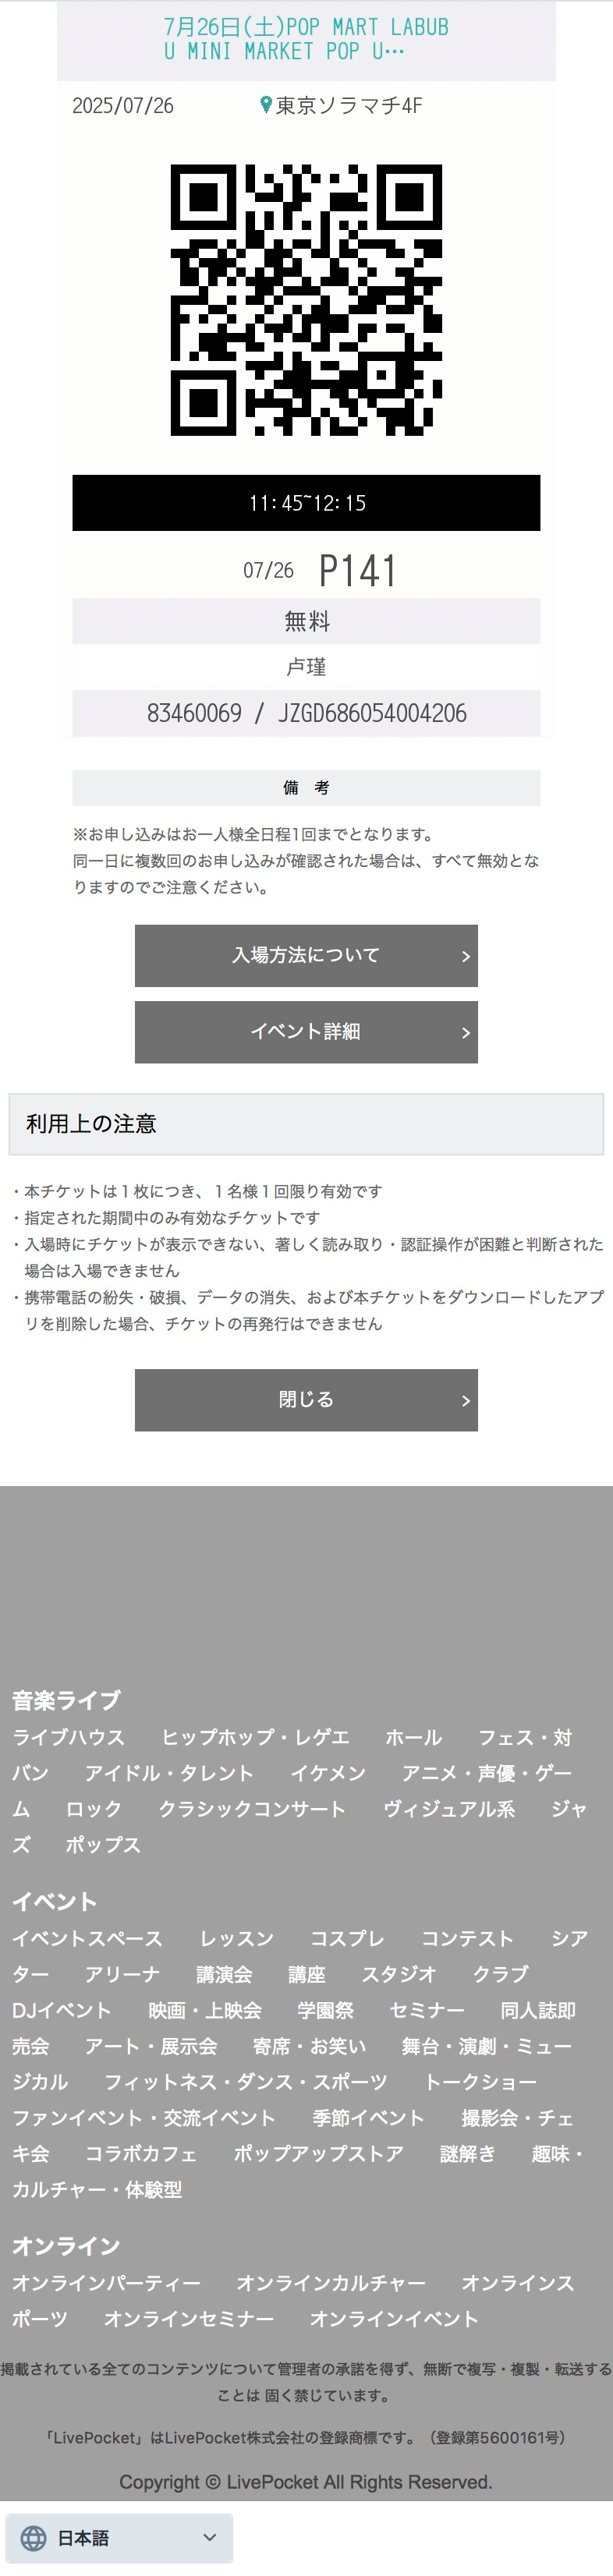 7月26日(土)POP MART LABUB
U MINI MARKET POP U…
2025/07/26 東京ソラマチ4F
11:45~12:15
07/26 P141
無料
卢瑾
83460069 / JZGD686054004206
備 考
※お申し込みはお一人様全日程1回までとなります。
同一日に複数回のお申し込みが確認された場合は、すべて無効とな
りますのでご注意ください。
入場方法について
イベント詳細
利用上の注意
・本チケットは１枚につき、１名様１回限り有効です
・指定された期間中のみ有効なチケットです
・入場時にチケットが表示できない、著しく読み取り・認証操作が困難と判断された
場合は入場できません
・携帯電話の紛失・破損、データの消失、および本チケットをダウンロードしたアプ
リを削除した場合、チケットの再発行はできません
閉じる
音楽ライブ
ライブハウス ヒップホップ・レゲエ ホール フェス・対
バン アイドル・タレント イケメン アニメ・声優・ゲー
ム ロック クラシックコンサート ヴィジュアル系 ジャ
ズ ポップス
イベント
イベントスペース レッスン コスプレ コンテスト シア
ター アリーナ 講演会 講座 スタジオ クラブ
DJイベント 映画・上映会 学園祭 セミナー 同人誌即
売会 アート・展示会 寄席・お笑い 舞台・演劇・ミュー
ジカル フィットネス・ダンス・スポーツ トークショー
ファンイベント・交流イベント 季節イベント 撮影会・チェ
キ会 コラボカフェ ポップアップストア 謎解き 趣味・
カルチャー・体験型
オンライン
オンラインパーティー オンラインカルチャー オンラインス
ポーツ オンラインセミナー オンラインイベント
掲載されている全てのコンテンツについて管理者の承諾を得ず、無断で複写・複製・転送する
ことは 固く禁じています。
「LivePocket」はLivePocket株式会社の登録商標です。（登録第5600161号）
Copyright © LivePocket All Rights Reserved.
日本語